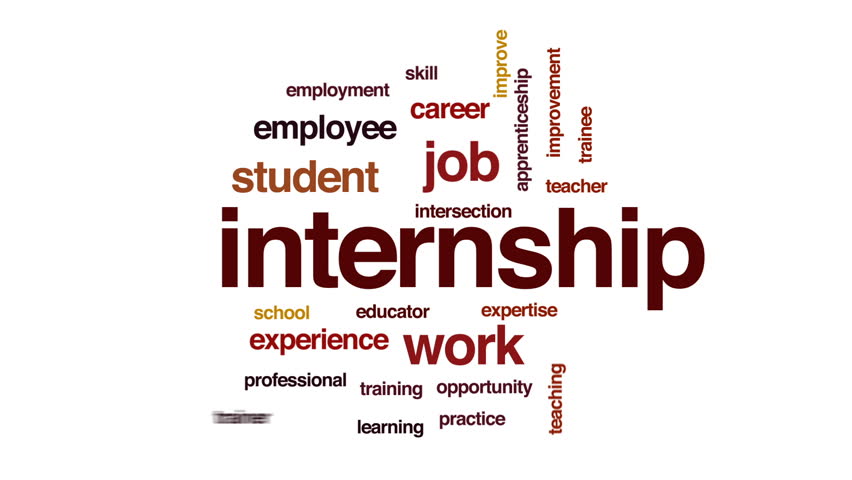 improve
skill
improvement
apprenticeship
employment
career
trainee
employee
job
student
teacher
intersection
internship
school
educator
expertise
experience
work
professional
training
opportunity
teaching
practice
learning